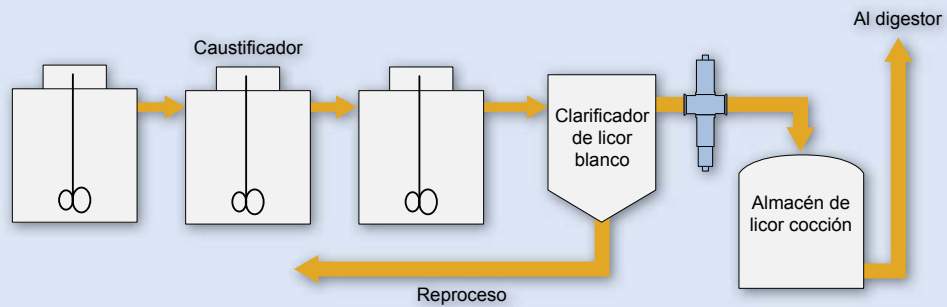 Al digestor
Caustificador
Clarificador
de licor
blanco
Almacén de
licor cocción
Reproceso